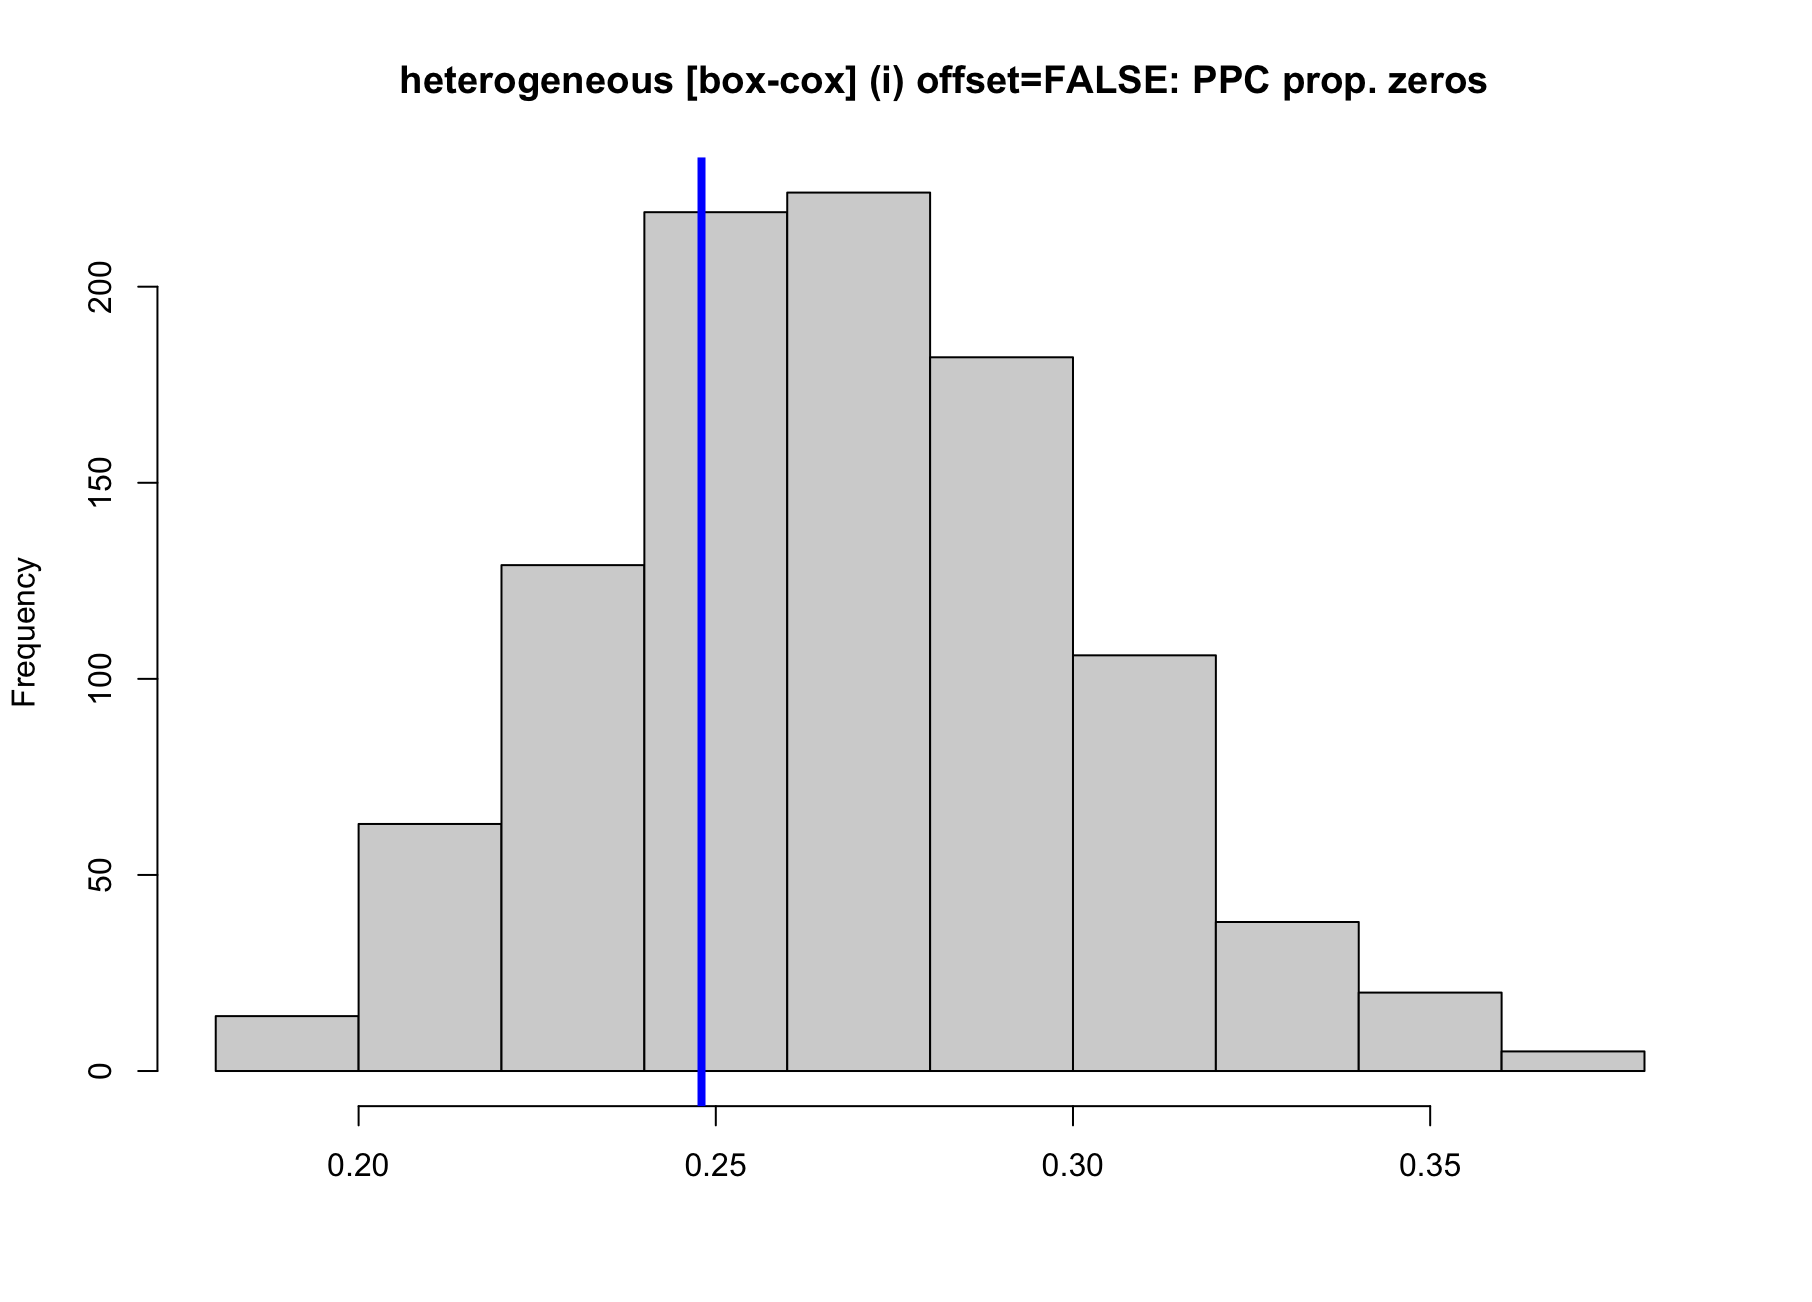 heterogeneous [box-cox] (i) offset=FALSE: PPC prop. zeros
Frequency
200
150
100
50
0
0.20 0.25 0.30 0.35